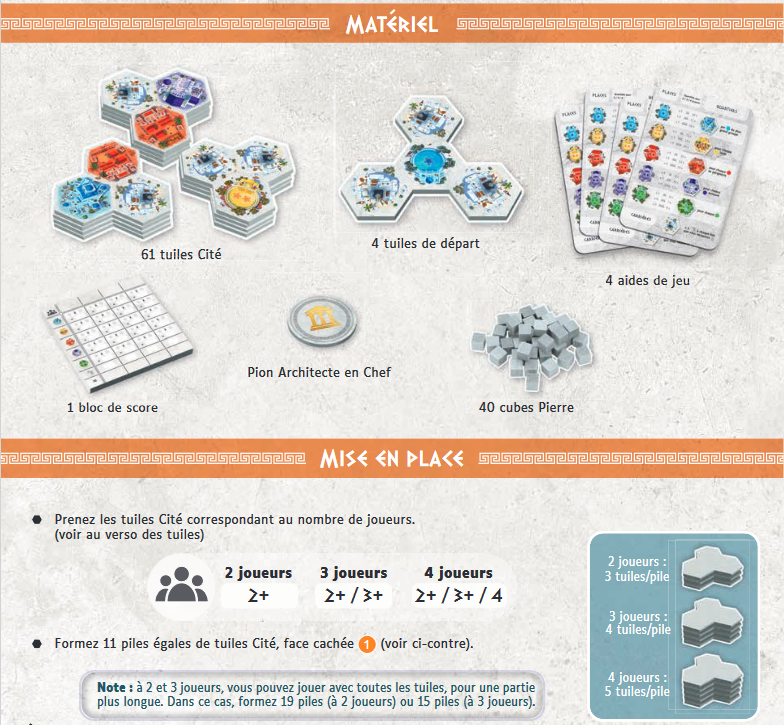 MATÉRIEL
61 tuiles Cité
4 tuiles de départ
4 aides de jeu
1 bloc de score
Pion Architecte en Chef
40 cubes Pierre
MISE EN PLACE
Prenez les tuiles Cité correspondant au nombre de joueurs.
(voir au verso des tuiles)
2 joueurs 3 joueurs 4 joueurs
2+ 2+ / 3+ 2+ / 3+ / 4
Formez 11 piles égales de tuiles Cité, face cachée 1 (voir ci-contre).
Note : à 2 et 3 joueurs, vous pouvez jouer avec toutes les tuiles, pour une partie
plus longue. Dans ce cas, formez 19 piles (à 2 joueurs) ou 15 piles (à 3 joueurs).
2 joueurs :
3 tuiles/pile
3 joueurs :
4 tuiles/pile
4 joueurs :
5 tuiles/pile